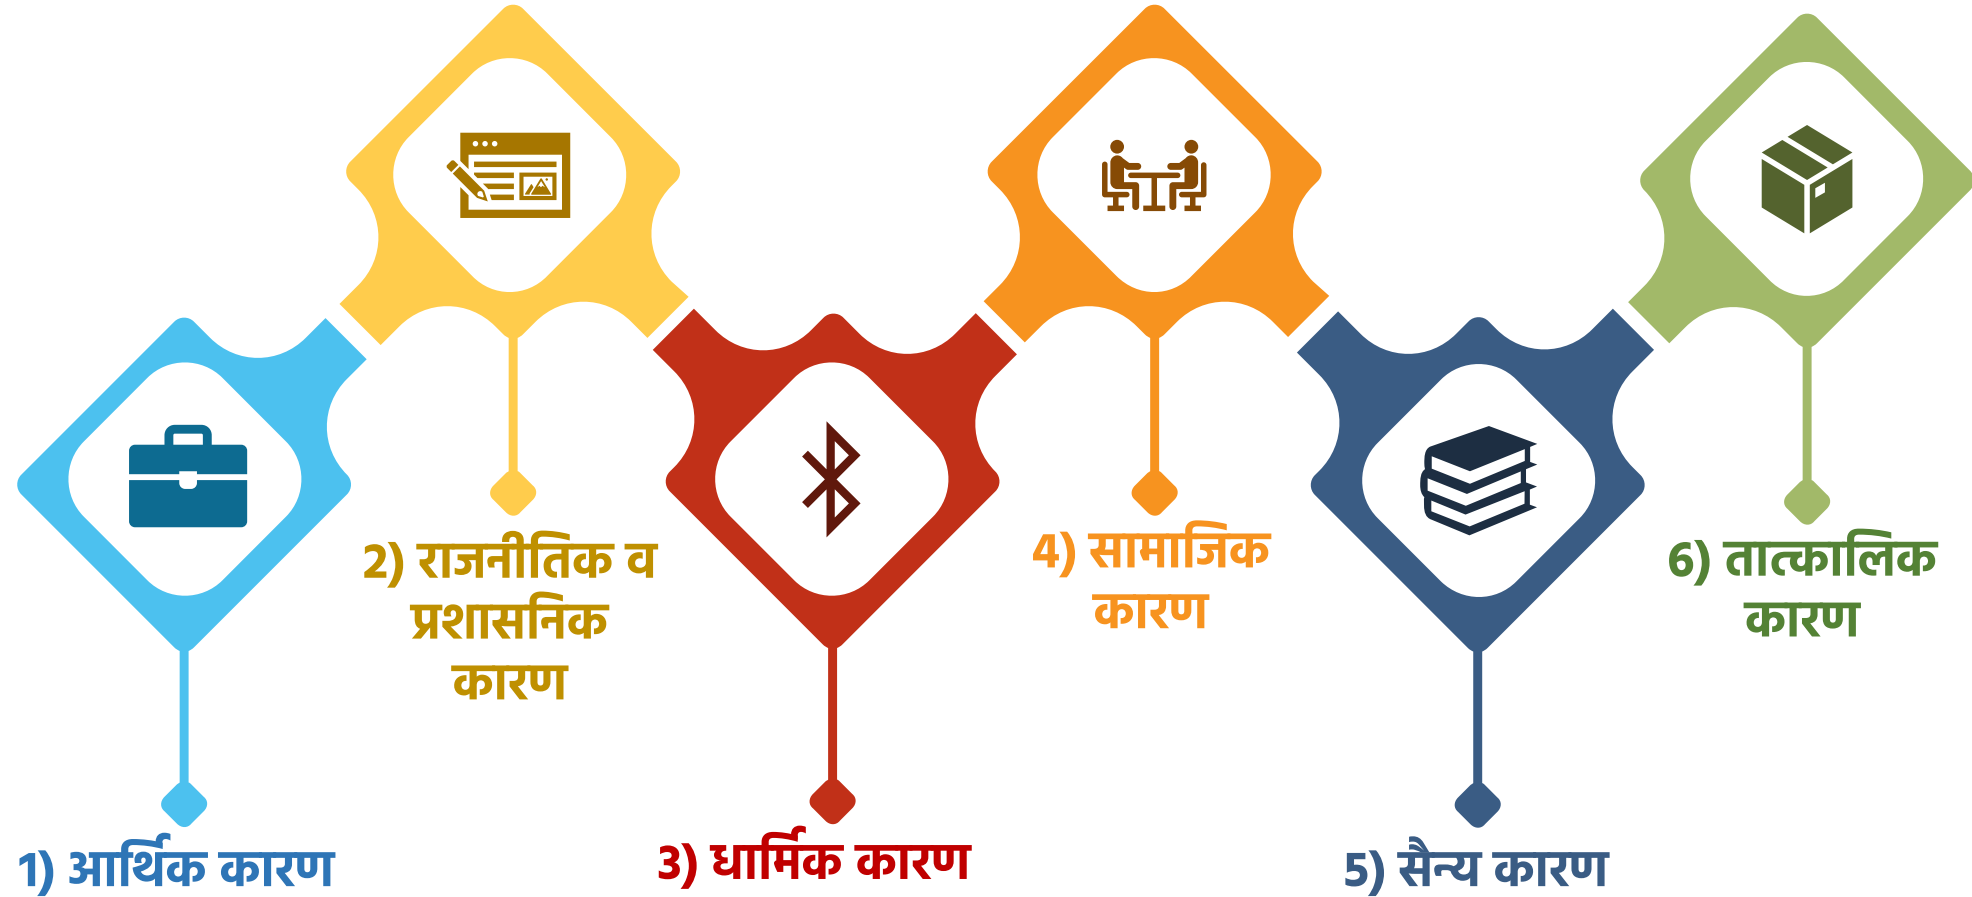 1) आर्थिक कारण
2) राजनीतिक व
प्रशासनिक
कारण
3) धार्मिक कारण
4) सामाजिक
कारण
5) सैन्य कारण
6) तात्कालिक
कारण